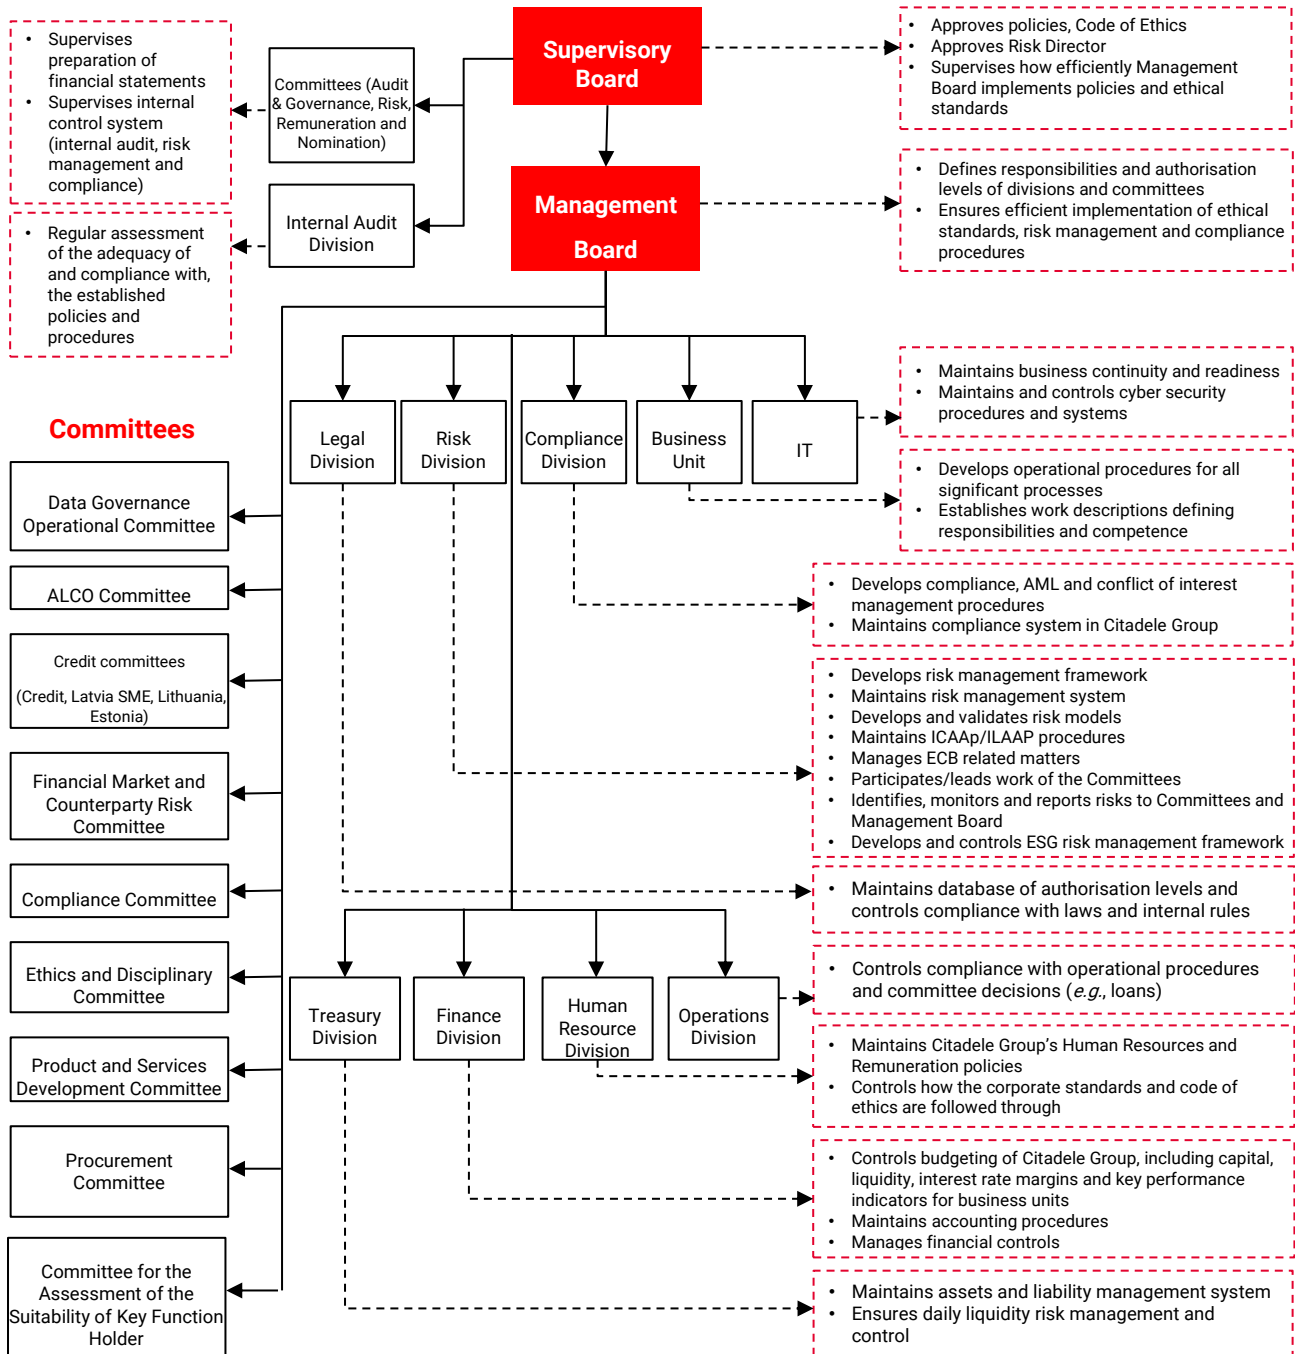 Supervisory
Board
Management
Board
• Approves policies, Code of Ethics
• Approves Risk Director
• Supervises how efficiently Management
Board implements policies and ethical
standards
• Defines responsibilities and authorisation
levels of divisions and committees
• Ensures efficient implementation of ethical
standards, risk management and compliance
procedures
• Supervises
preparation of
financial statements
• Supervises internal
control system
(internal audit, risk
management and
compliance)
Committees (Audit
& Governance, Risk,
Remuneration and
Nomination)
• Regular assessment
of the adequacy of
and compliance with,
the established
policies and
procedures
Internal Audit
Division
Legal
Division
Risk
Division
Compliance
Division
Business
Unit
IT
• Maintains business continuity and readiness
• Maintains and controls cyber security
procedures and systems
• Develops operational procedures for all
significant processes
• Establishes work descriptions defining
responsibilities and competence
• Develops compliance, AML and conflict of interest
management procedures
• Maintains compliance system in Citadele Group
• Develops risk management framework
• Maintains risk management system
• Develops and validates risk models
• Maintains ICAAp/ILAAP procedures
• Manages ECB related matters
• Participates/leads work of the Committees
• Identifies, monitors and reports risks to Committees and
Management Board
• Develops and controls ESG risk management framework
• Maintains database of authorisation levels and
controls compliance with laws and internal rules
Committees
Data Governance
Operational Committee
ALCO Committee
Credit committees
(Credit, Latvia SME, Lithuania,
Estonia)
Financial Market and
Counterparty Risk
Committee
Compliance Committee
Ethics and Disciplinary
Committee
Product and Services
Development Committee
Procurement
Committee
Committee for the
Assessment of the
Suitability of Key Function
Holder
Treasury
Division
Finance
Division
Human
Resource
Division
Operations
Division
• Controls compliance with operational procedures
and committee decisions (e.g., loans)
• Maintains Citadele Group's Human Resources and
Remuneration policies
• Controls how the corporate standards and code of
ethics are followed through
• Controls budgeting of Citadele Group, including capital,
liquidity, interest rate margins and key performance
indicators for business units
• Maintains accounting procedures
• Manages financial controls
• Maintains assets and liability management system
• Ensures daily liquidity risk management and
control